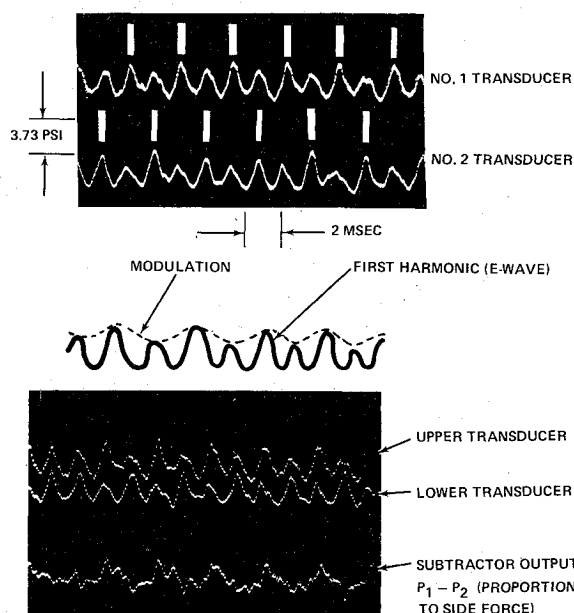 NO. 1 TRANSDUCER
3.73 PSI
NO. 2 TRANSDUCER
2 MSEC
MODULATION
FIRST HARMONIC (E-WAVE)
UPPER TRANSDUCER
LOWER TRANSDUCER
SUBTRACTOR OUTPUT
P₁ – P₂ (PROPORTION
TO SIDE FORCE)